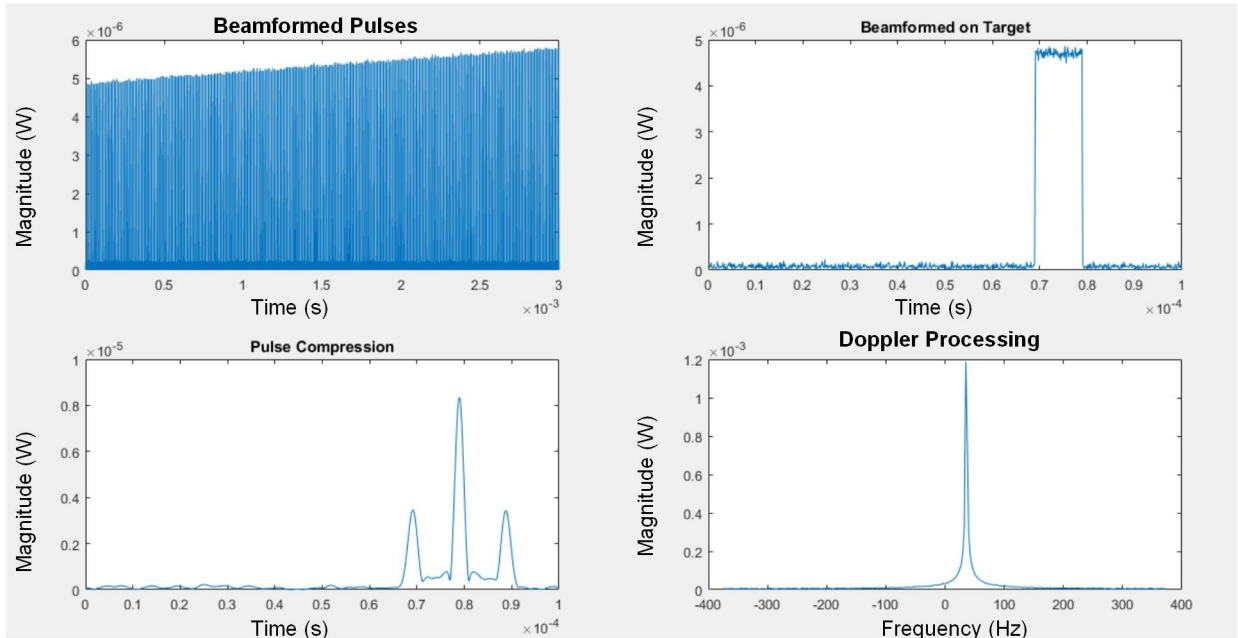 Beamformed Pulses
6
×10^-6
5
4
3
2
1
0
Magnitude (W)
0 0.5 1 1.5 2 2.5 3
Time (s)
×10^-3
Beamformed on Target
5
×10^-6
4
3
2
1
0
Magnitude (W)
0 0.1 0.2 0.3 0.4 0.5 0.6 0.7 0.8 0.9 1
Time (s)
×10^-4
Pulse Compression
1
×10^-5
0.8
0.6
0.4
0.2
0
Magnitude (W)
0 0.1 0.2 0.3 0.4 0.5 0.6 0.7 0.8 0.9 1
Time (s)
×10^-4
Doppler Processing
1.2
×10^-3
1
0.8
0.6
0.4
0.2
0
Magnitude (W)
-400 -300 -200 -100 0 100 200 300 400
Frequency (Hz)